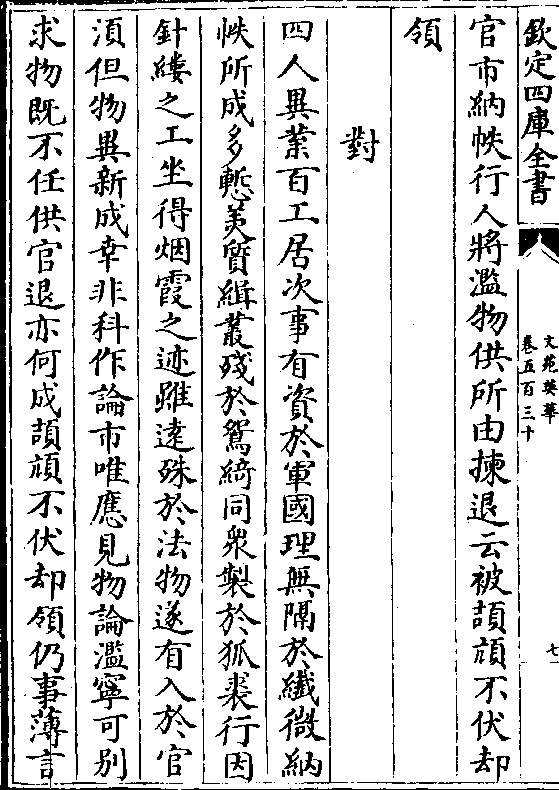 欽定四庫全書
文苑英華
卷五百三十
七
官市納帙行人將濫物供所由揀退云被頡頏不伏却
領
對
四人異業百工居次事有資於軍國理無隔於纖微納
帙所成多慙美質緝叢殘於鴛綺同衆製於狐裘行因
針縷之工坐得烟霞之迹雖遠殊於法物遂有入於官
湏但物異新成幸非科作論市唯應見物論濫寧可别
求物既不任供官退亦何成頡頏不伏却領仍事薄言